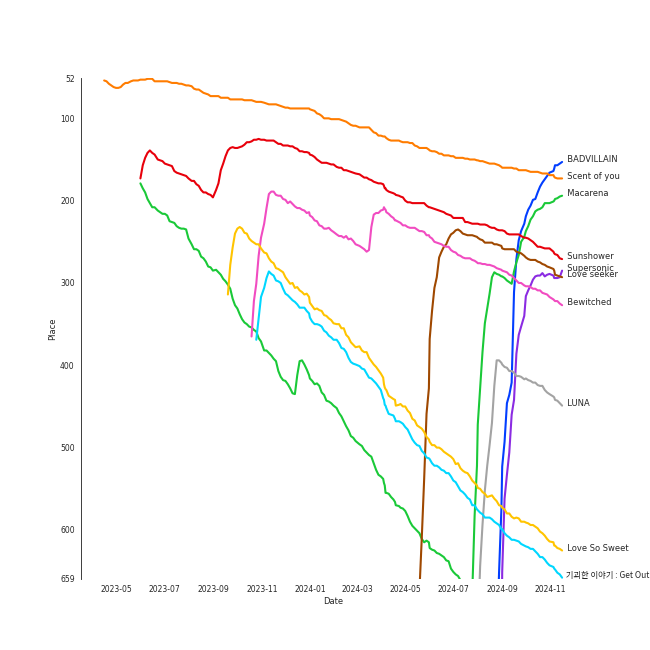 52
100
200
300
400
500
600
659
Place
2023-05
2023-07
2023-09
2023-11
2024-01
2024-03
2024-05
2024-07
2024-09
2024-11
Date
BADVILLAIN
Scent of you
Macarena
Sunshower
Supersonic
Love seeker
Bewitched
LUNA
Love So Sweet
기괴한 이야기 : Get Out